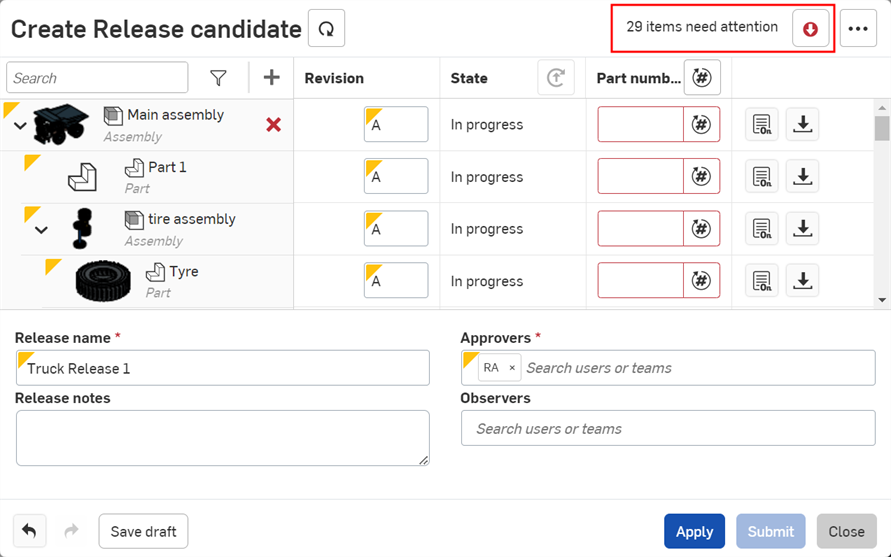 Create Release candidate
29 items need attention
Search
Revision
State
Part numb...
#
Main assembly
Assembly
A
In progress
#
Part 1
Part
A
In progress
#
tire assembly
Assembly
A
In progress
#
Tyre
Part
A
In progress
#
Release name *
Approvers *
Truck Release 1
RA ×
Search users or teams
Release notes
Observers
Search users or teams
Save draft
Apply
Submit
Close